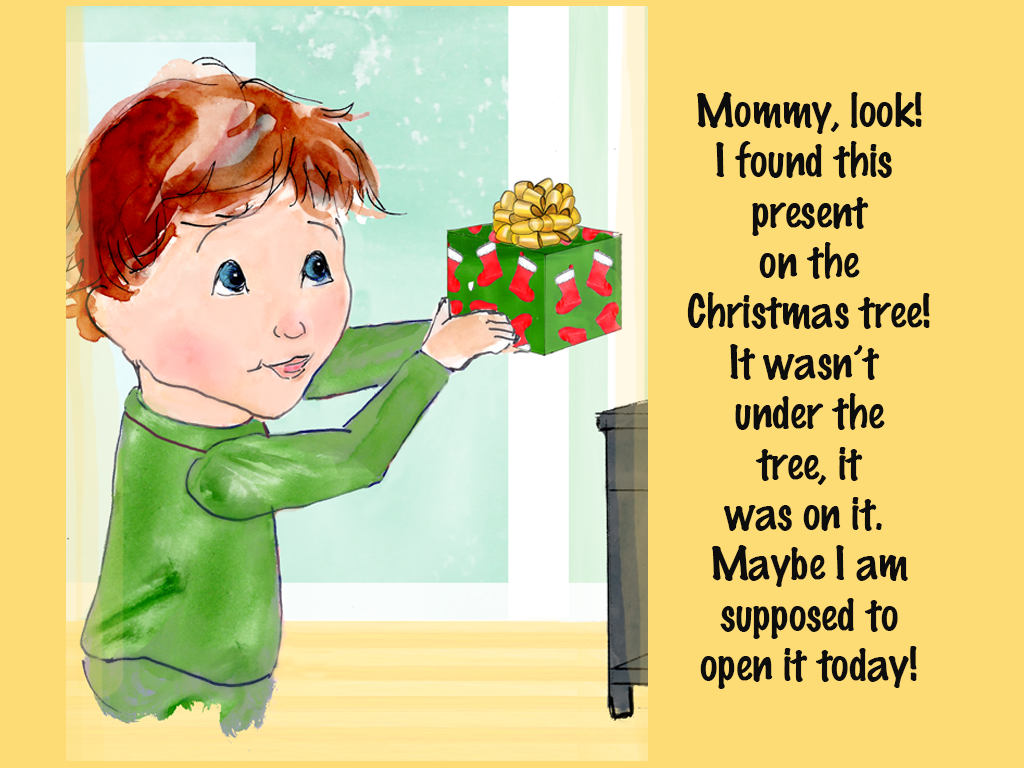 Mommy, look!
I found this
present
on the
Christmas tree!
It wasn't
under the
tree, it
was on it.
Maybe I am
supposed to
open it today!